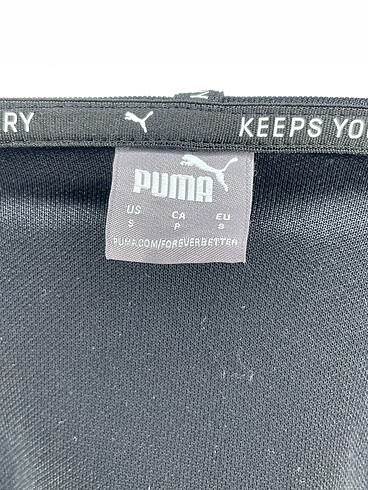 RY KEEPS YO
PUMA
US CA EU
S P S
PUMA.COM/FOREVERBETTER